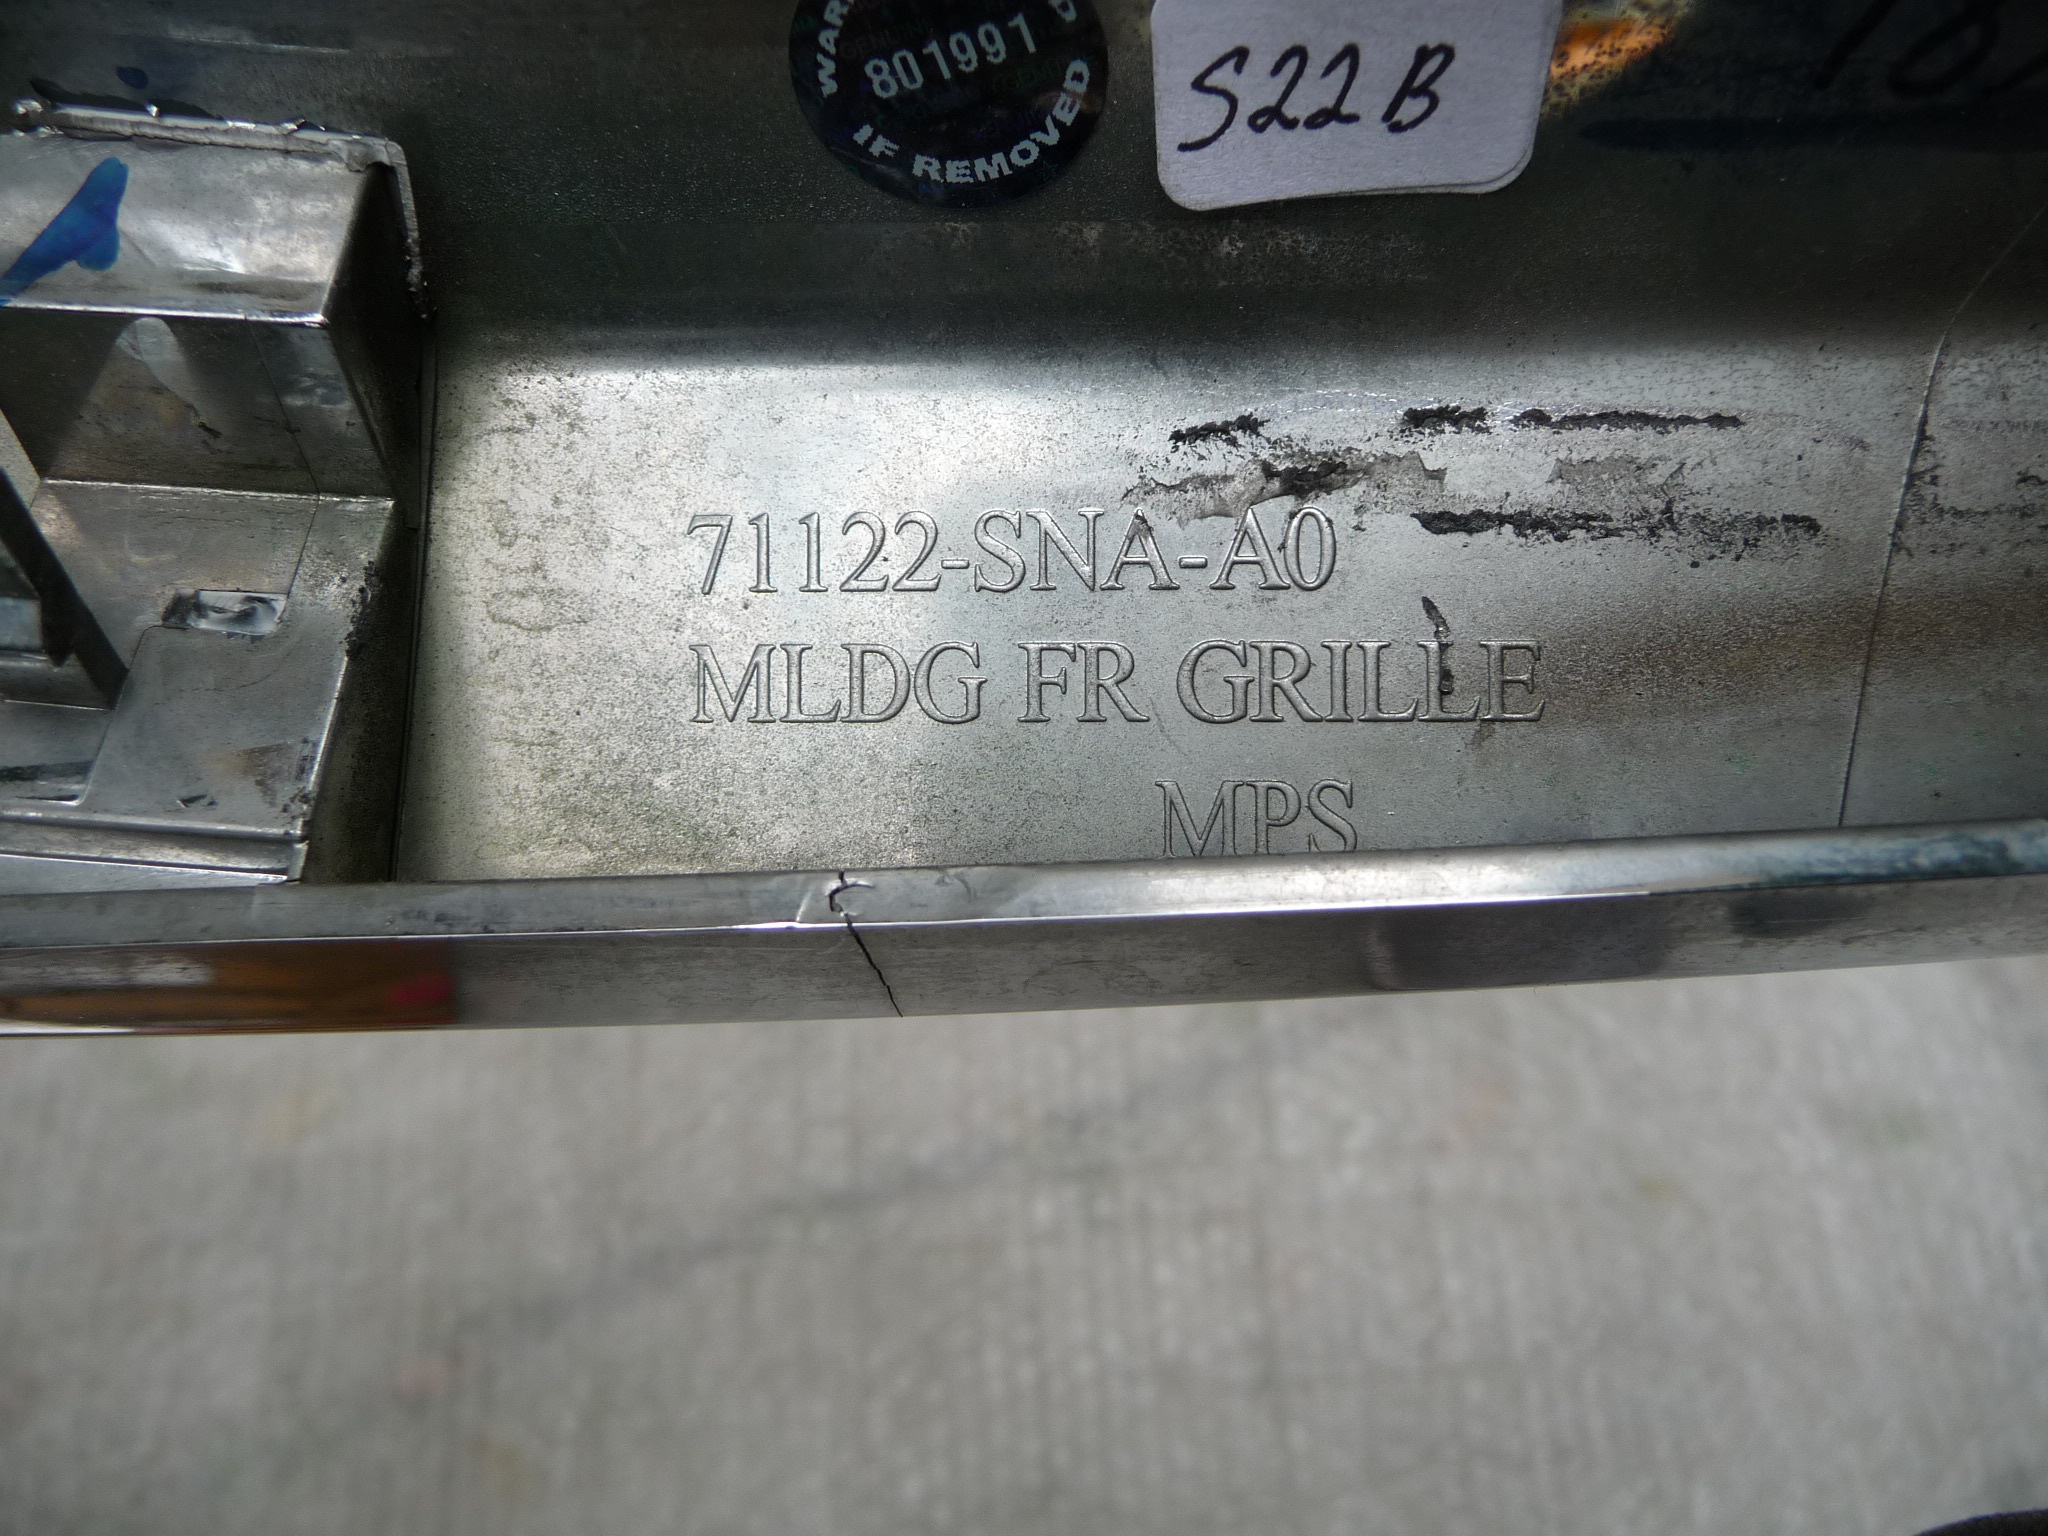 801991
IF REMOVED
S22B
71122-SNA-A0
MLDG FR GRILLE
MPS